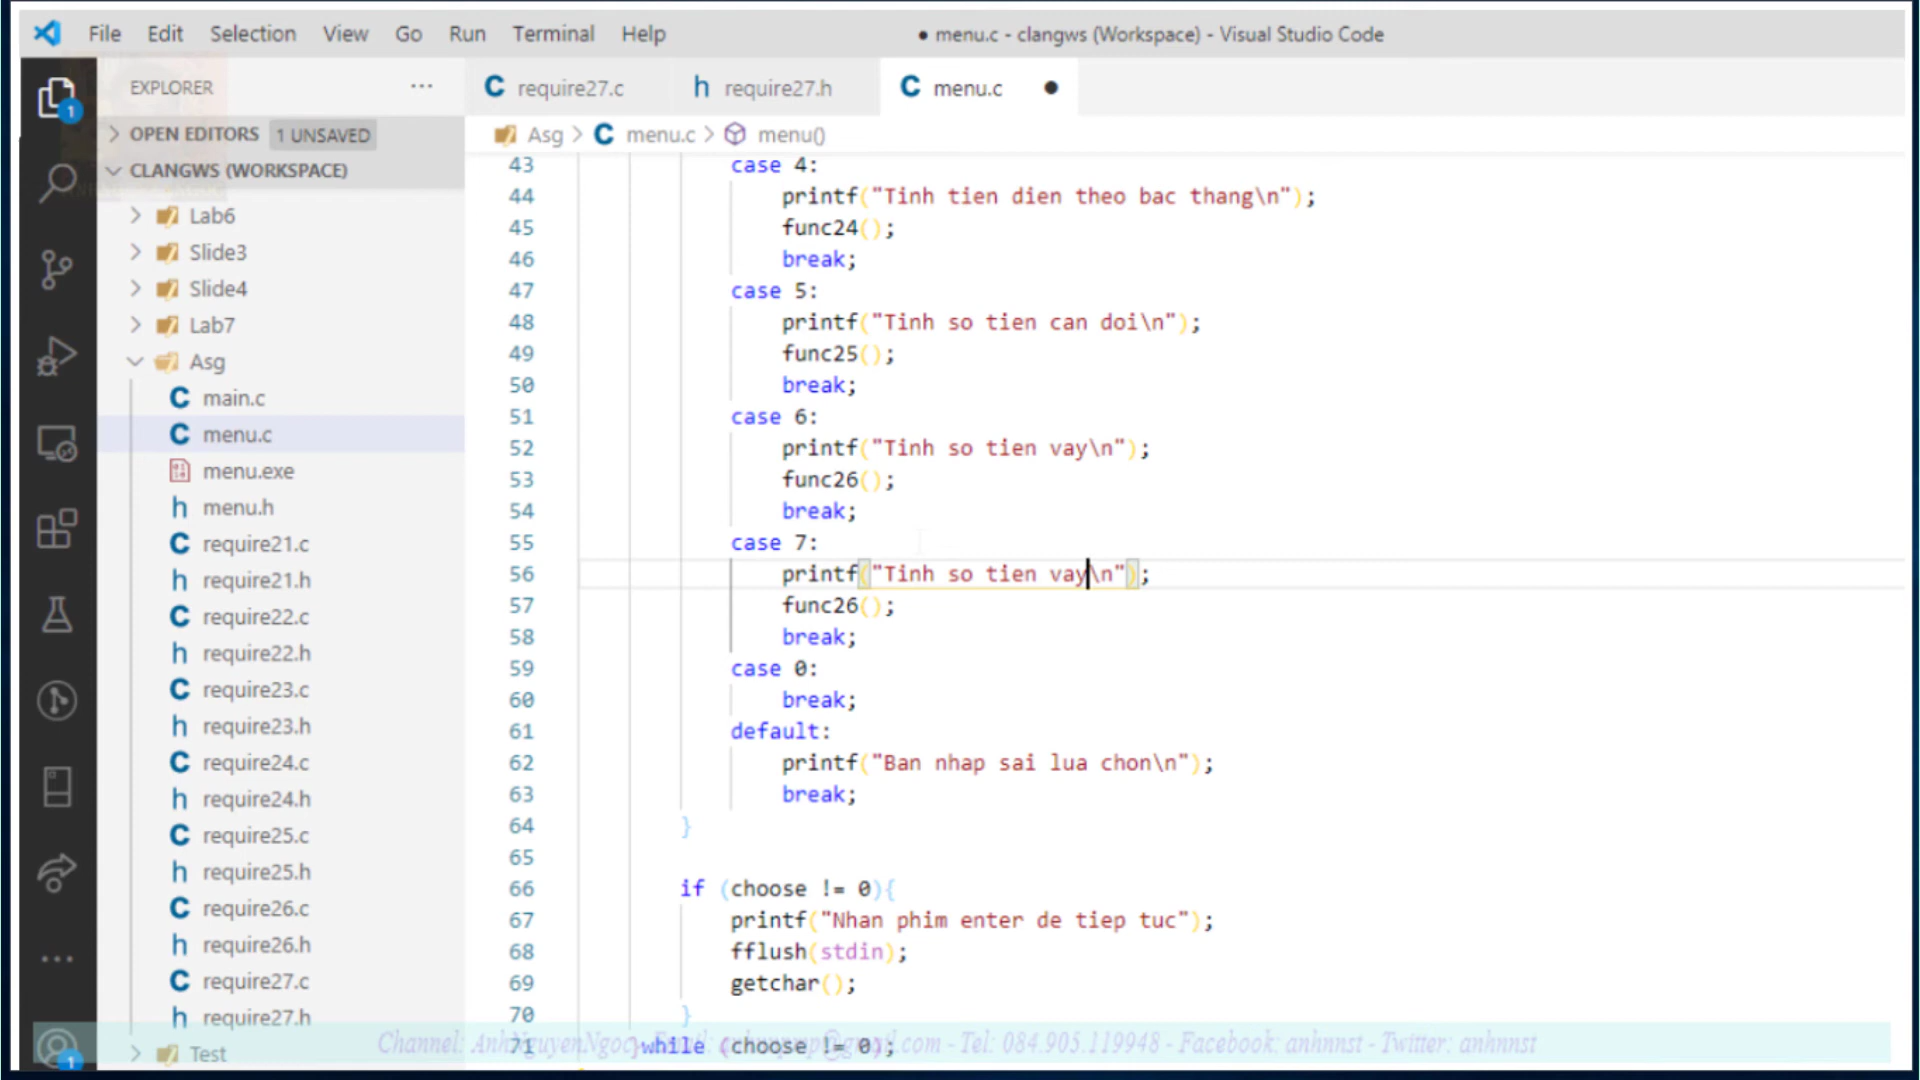 File Edit Selection View Go Run Terminal Help
● menu.c - clangws (Workspace) - Visual Studio Code
EXPLORER ···
OPEN EDITORS 1 UNSAVED
CLANGWS (WORKSPACE)
Lab6
Slide3
Slide4
Lab7
Asg
C main.c
C menu.c
menu.exe
h menu.h
C require21.c
h require21.h
C require22.c
h require22.h
C require23.c
h require23.h
C require24.c
h require24.h
C require25.c
h require25.h
C require26.c
h require26.h
C require27.c
h require27.h
Test
1
1
C require27.c h require27.h C menu.c ●
Asg > C menu.c > menu()
43 case 4:
44 printf("Tinh tien dien theo bac thang\n");
45 func24();
46 break;
47 case 5:
48 printf("Tinh so tien can doi\n");
49 func25();
50 break;
51 case 6:
52 printf("Tinh so tien vay\n");
53 func26();
54 break;
55 case 7:
56 printf("Tinh so tien vay\n");
57 func26();
58 break;
59 case 0:
60 break;
61 default:
62 printf("Ban nhap sai lua chon\n");
63 break;
64 }
65
66 if (choose != 0){
67 printf("Nhan phim enter de tiep tuc");
68 fflush(stdin);
69 getchar();
70 }
71 }while (choose != 0);
Channel: AnhNguyenNgoc - Email: @gmail.com - Tel: 084.905.119948 - Facebook: anhnnst - Twitter: anhnnst